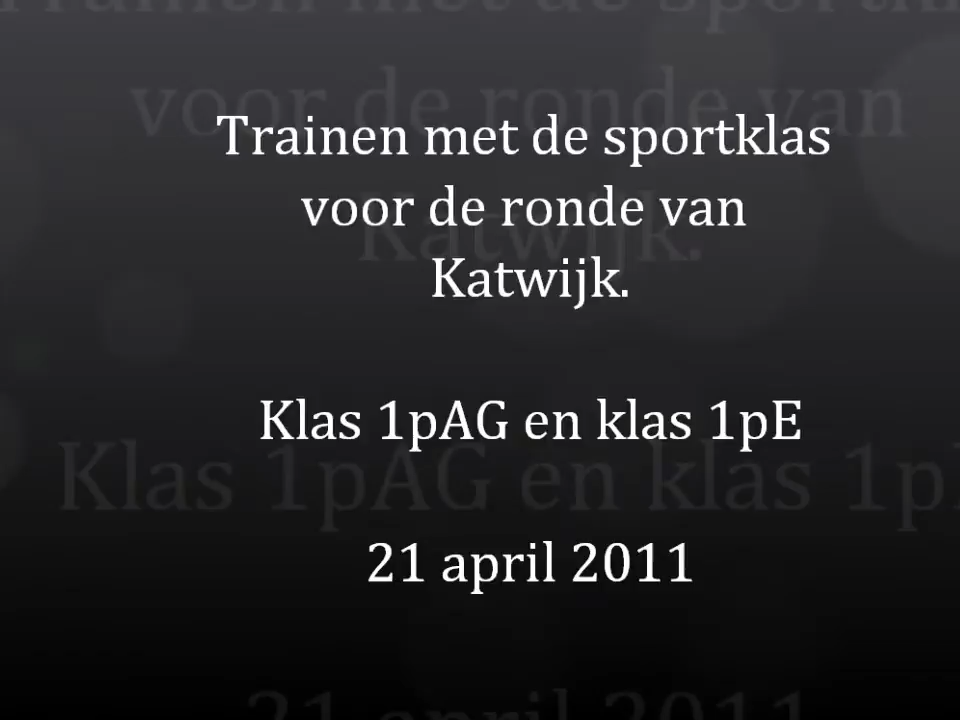 Trainen met de sportklas
voor de ronde van
Katwijk.
Klas 1pAG en klas 1pE
21 april 2011